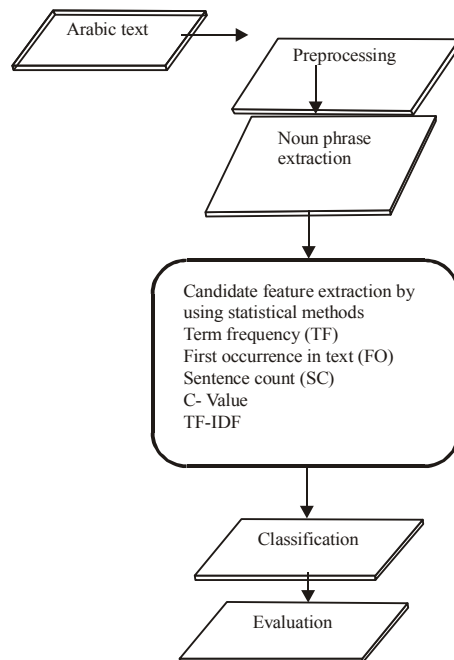 Arabic text
Preprocessing
Noun phrase
extraction
Candidate feature extraction by
using statistical methods
Term frequency (TF)
First occurrence in text (FO)
Sentence count (SC)
C- Value
TF-IDF
Classification
Evaluation